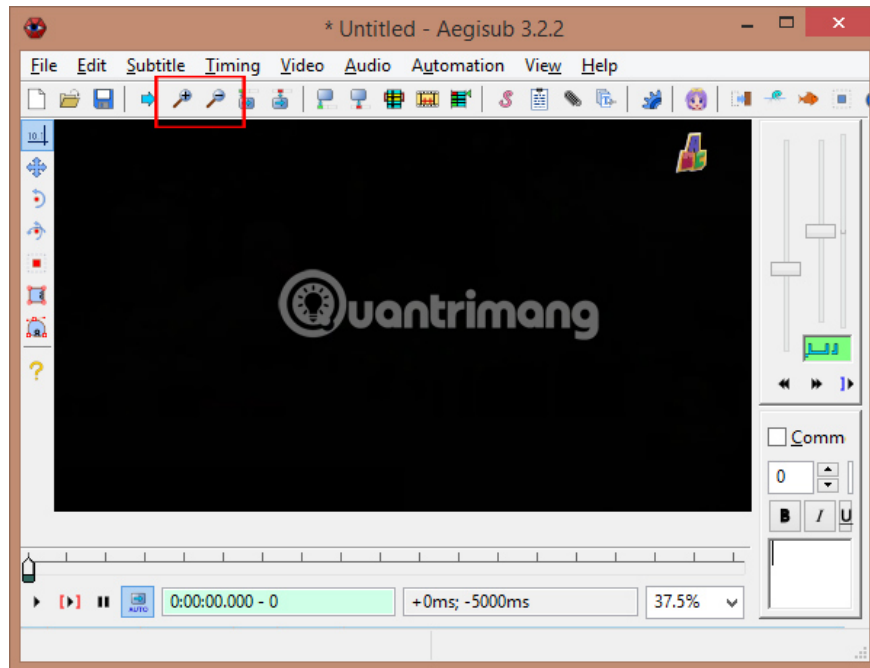 * Untitled - Aegisub 3.2.2
File Edit Subtitle Timing Video Audio Automation View Help
Quantrimang
Comm
0
B I U
AUTO
0:00:00.000 - 0
+0ms; -5000ms
37.5%